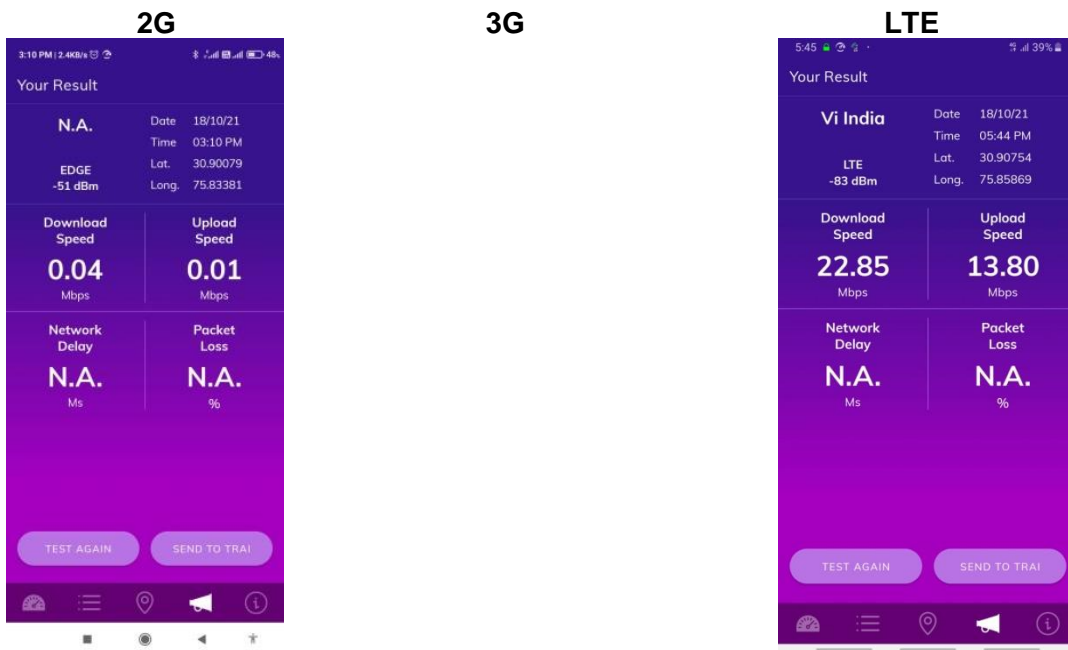 2G
3G
LTE
3:10 PM | 2.4KB/s
48%
Your Result
N.A.
EDGE
-51 dBm
Date 18/10/21
Time 03:10 PM
Lat. 30.90079
Long. 75.83381
Download
Speed
0.04
Mbps
Upload
Speed
0.01
Mbps
Network
Delay
N.A.
Ms
Packet
Loss
N.A.
%
TEST AGAIN
SEND TO TRAI
5:45
39%
Your Result
Vi India
LTE
-83 dBm
Date 18/10/21
Time 05:44 PM
Lat. 30.90754
Long. 75.85869
Download
Speed
22.85
Mbps
Upload
Speed
13.80
Mbps
Network
Delay
N.A.
Ms
Packet
Loss
N.A.
%
TEST AGAIN
SEND TO TRAI